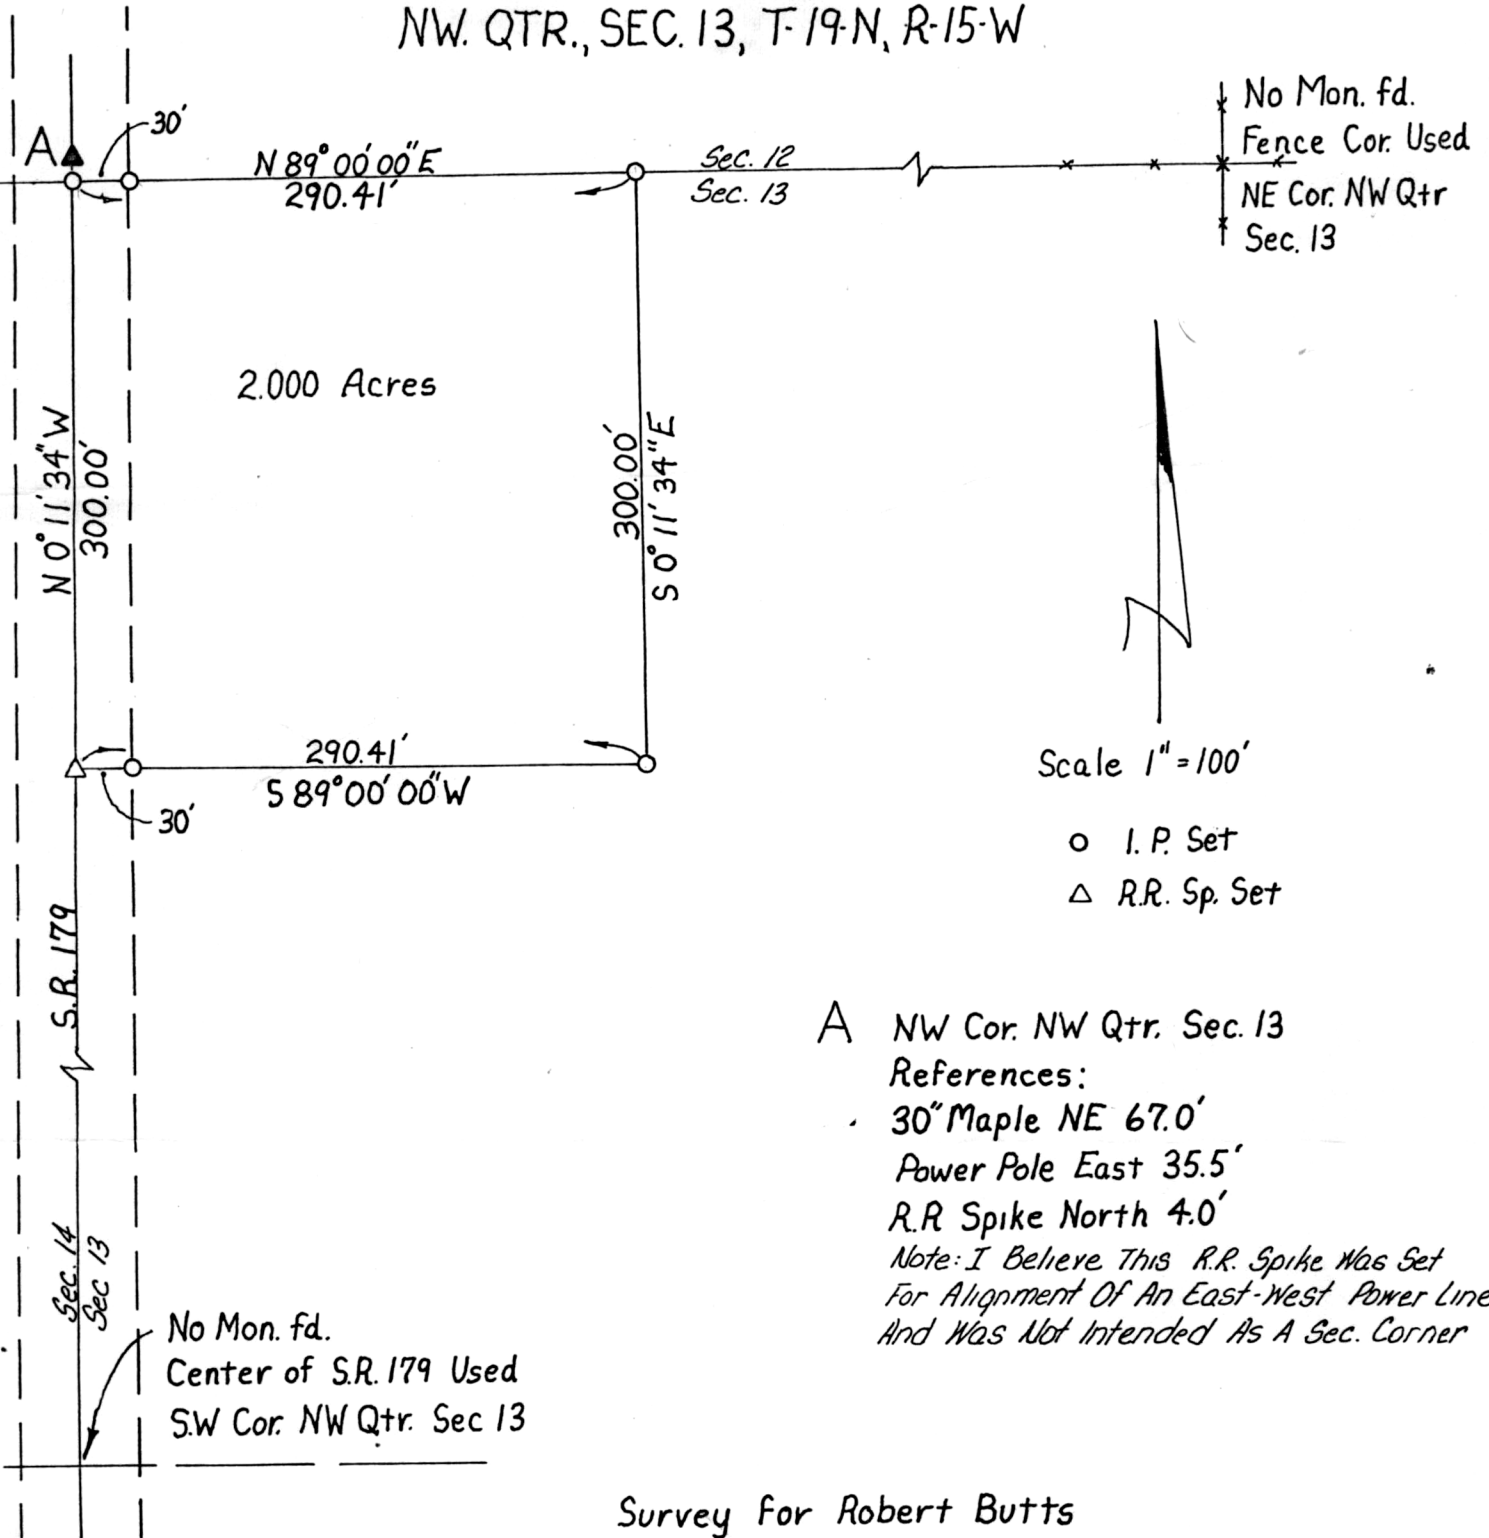 NW. QTR., SEC. 13, T-19-N, R-15-W
No Mon. fd.
Fence Cor. Used
NE Cor. NW Qtr
Sec. 13
A
30'
N 89° 00' 00" E
290.41'
Sec. 12
Sec. 13
2.000 Acres
N 0° 11' 34" W
300.00'
300.00'
S 0° 11' 34" E
290.41'
S 89° 00' 00" W
30'
Scale 1" = 100'
I. P. Set
R.R. Sp. Set
S.R. 179
A NW Cor. NW Qtr. Sec. 13
References:
30" Maple NE 67.0'
Power Pole East 35.5'
R.R Spike North 4.0'
Note: I Believe This R.R. Spike Was Set
For Alignment Of An East-West Power Line
And Was Not Intended As A Sec. Corner
Sec. 14
Sec 13
No Mon. fd.
Center of S.R. 179 Used
S.W Cor. NW Qtr. Sec 13
Survey For Robert Butts